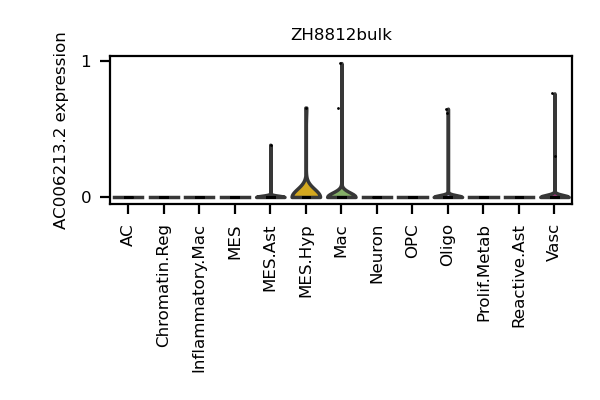 ZH8812bulk
AC006213.2 expression
1
0
AC
Chromatin.Reg
Inflammatory.Mac
MES
MES.Ast
MES.Hyp
Mac
Neuron
OPC
Oligo
Prolif.Metab
Reactive.Ast
Vasc